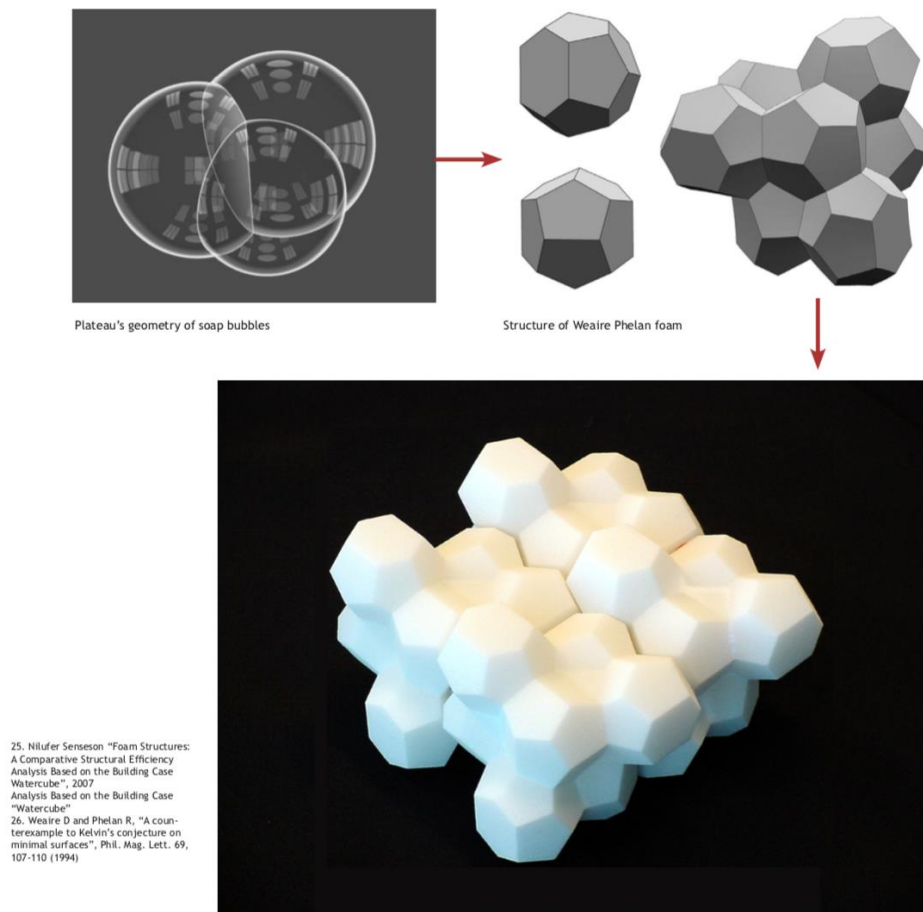 Plateau's geometry of soap bubbles
Structure of Weaire Phelan foam
25. Nilufer Senseson “Foam Structures:
A Comparative Structural Efficiency
Analysis Based on the Building Case
Watercube”, 2007
Analysis Based on the Building Case
“Watercube”
26. Weaire D and Phelan R, “A coun-
terexample to Kelvin's conjecture on
minimal surfaces”, Phil. Mag. Lett. 69,
107-110 (1994)